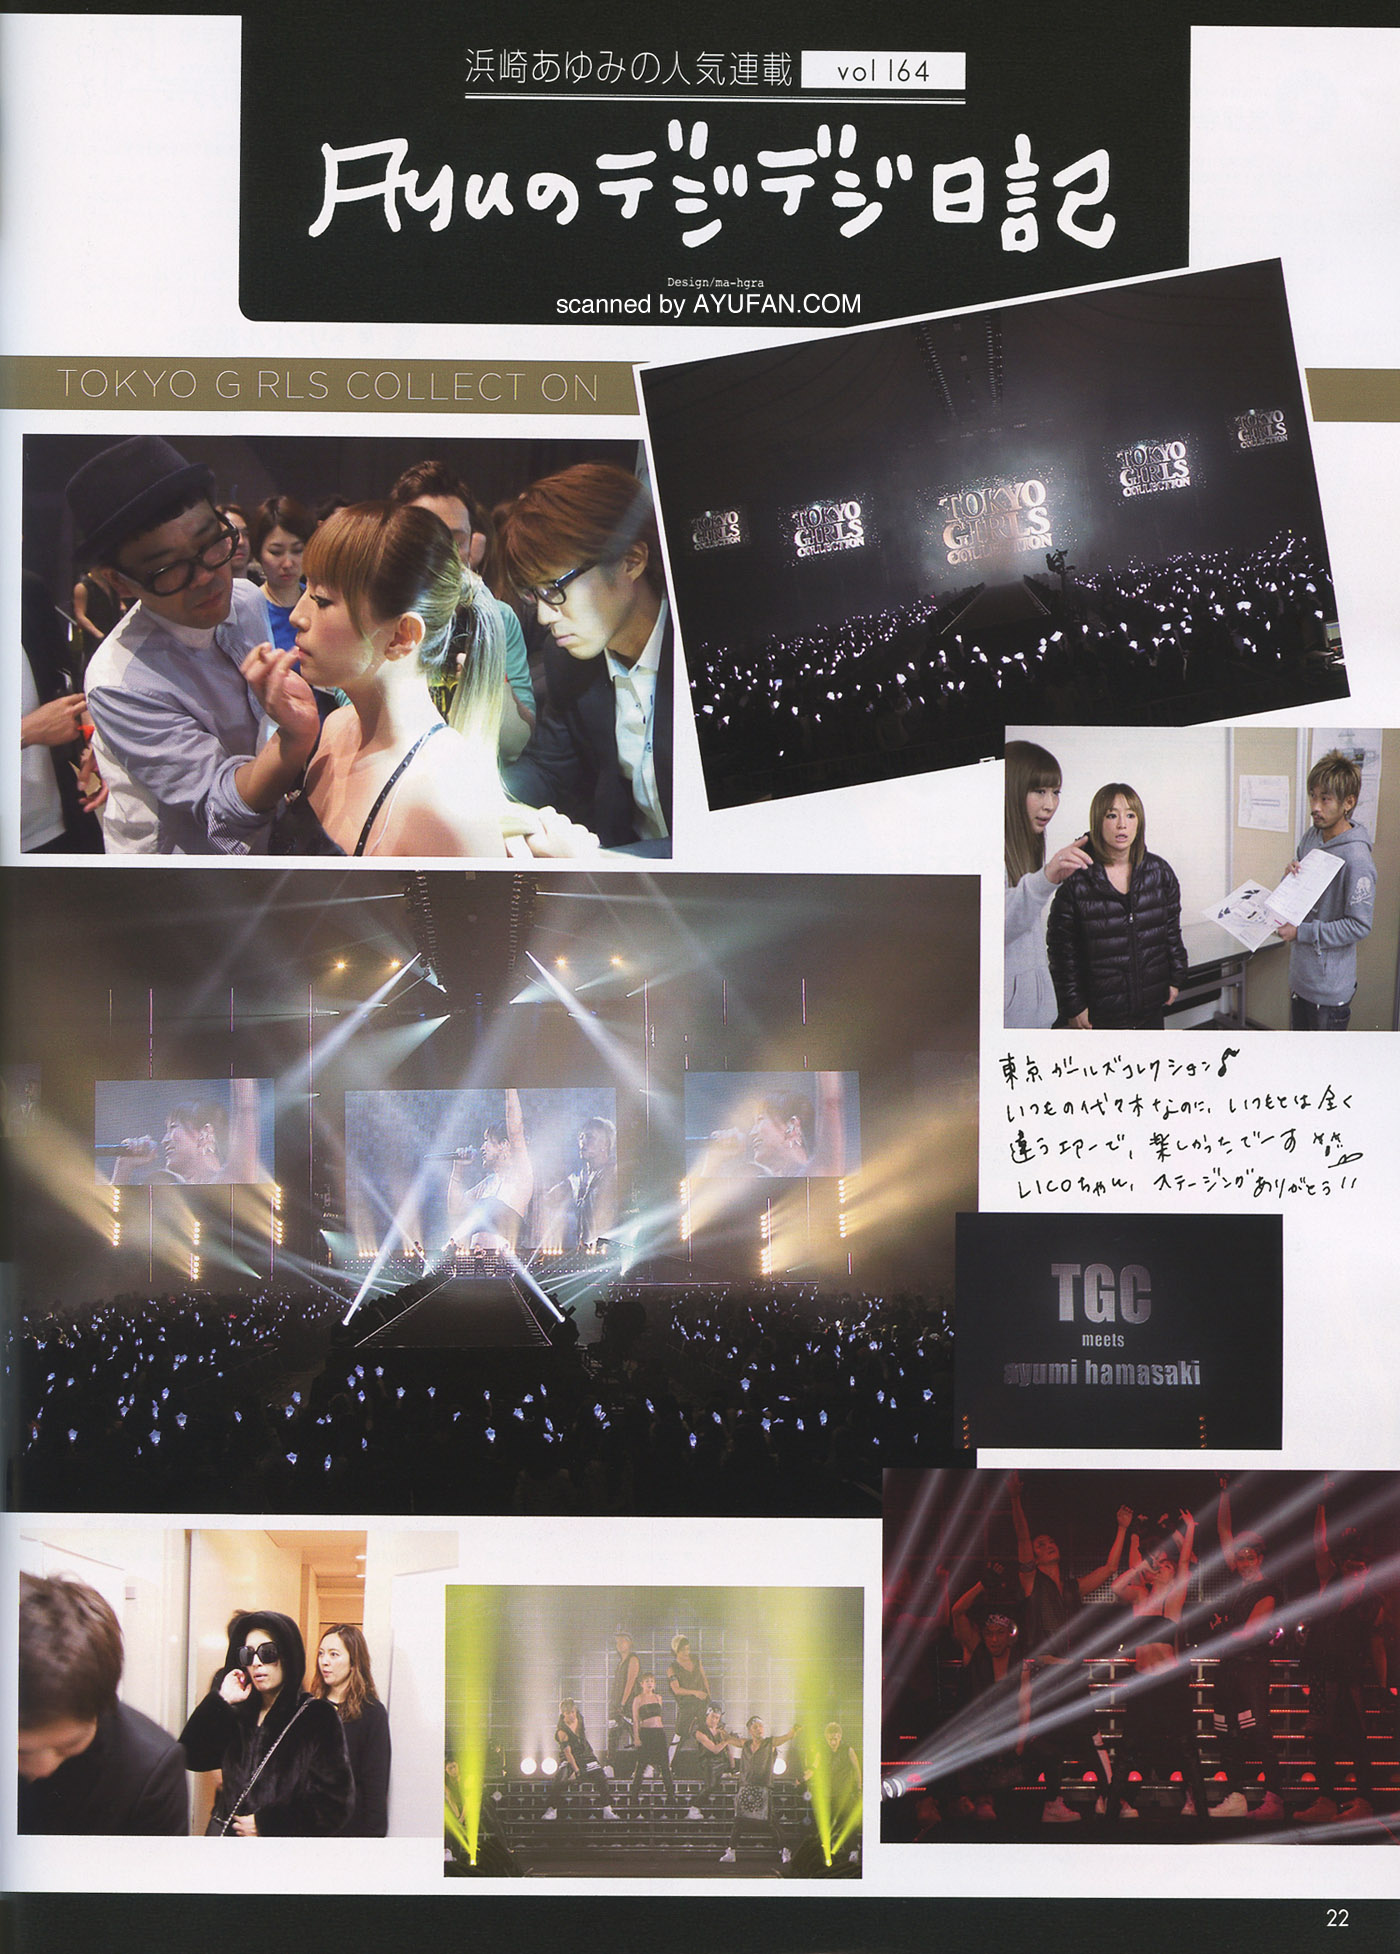 浜崎あゆみの人気連載 vol 164
Ayuのデジデジ日記
Design/ma-hgra
scanned by AYUFAN.COM
TOKYO G RLS COLLECT ON
TOKYO
GIRLS
COLLECTION
TOKYO
GIRLS
COLLECTION
TOKYO
GIRLS
COLLECTION
TOKYO
GIRLS
COLLECTION
TOKYO
GIRLS
COLLECTION
東京ガールズコレクション♪
いつもの代々木なのに、いつもとは全く
違うエアーで、楽しかったでーす
LICOちゃん、ステージングありがとう!!
TGC
meets
ayumi hamasaki
22